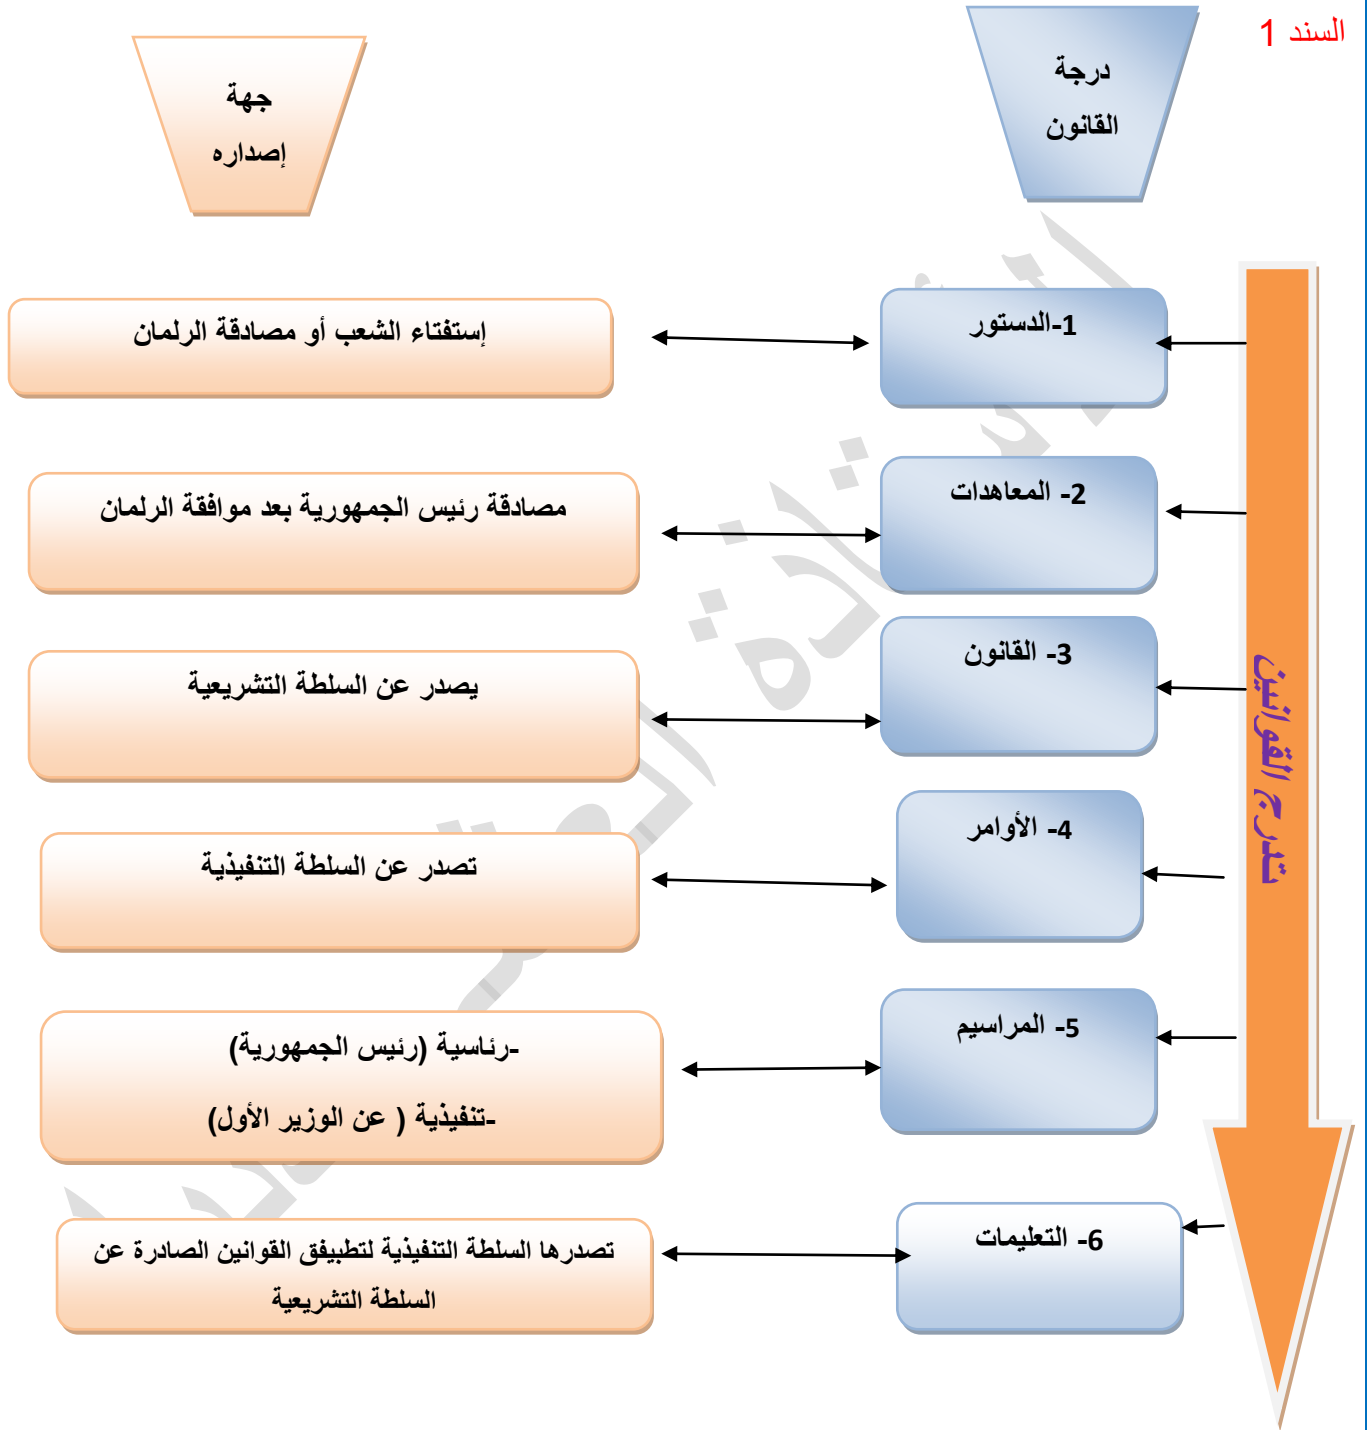 السند 1
درجة
القانون
جهة
إصداره
تدرج القوانين
1-الدستور
إستفتاء الشعب أو مصادقة الرلمان
2- المعاهدات
مصادقة رئيس الجمهورية بعد موافقة الرلمان
3- القانون
يصدر عن السلطة التشريعية
4- الأوامر
تصدر عن السلطة التنفيذية
5- المراسيم
-رئاسية (رئيس الجمهورية)
-تنفيذية ( عن الوزير الأول)
6- التعليمات
تصدرها السلطة التنفيذية لتطبيفق القوانين الصادرة عن
السلطة التشريعية